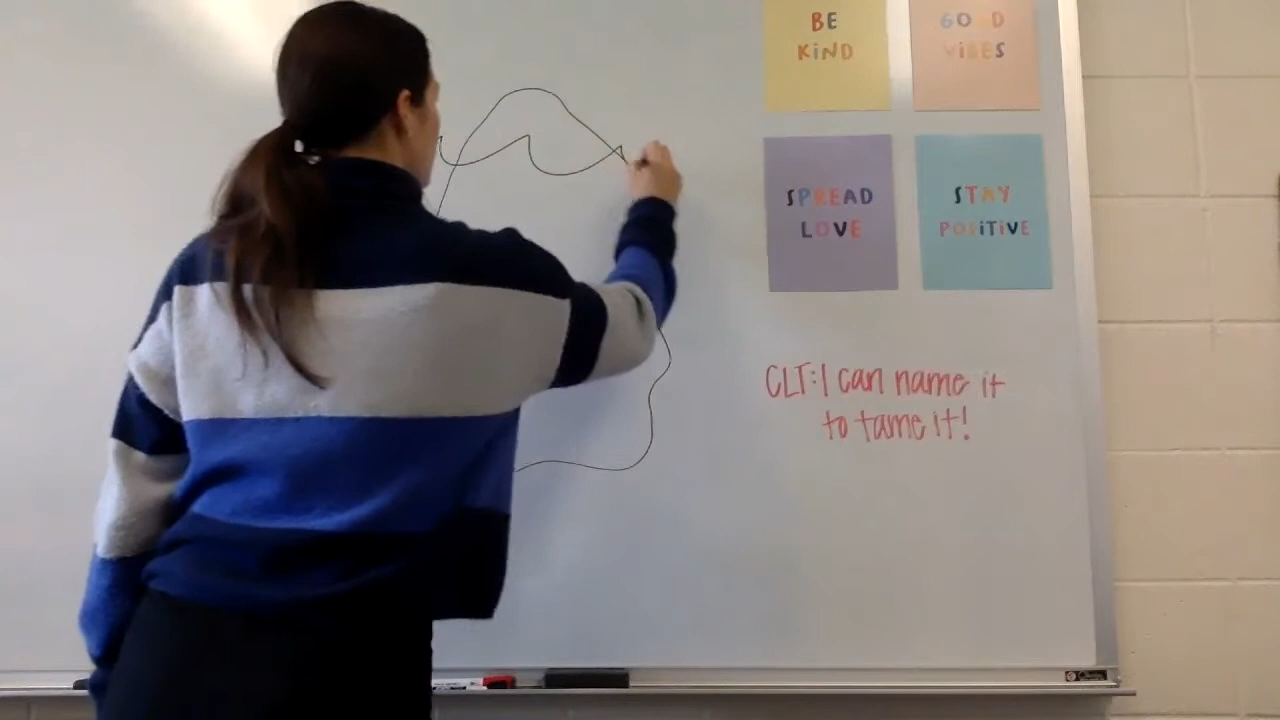 BE
KiND
GOOD
ViBES
SPREAD
LOVE
STAY
POSiTiVE
CLT: I can name it
to tame it!